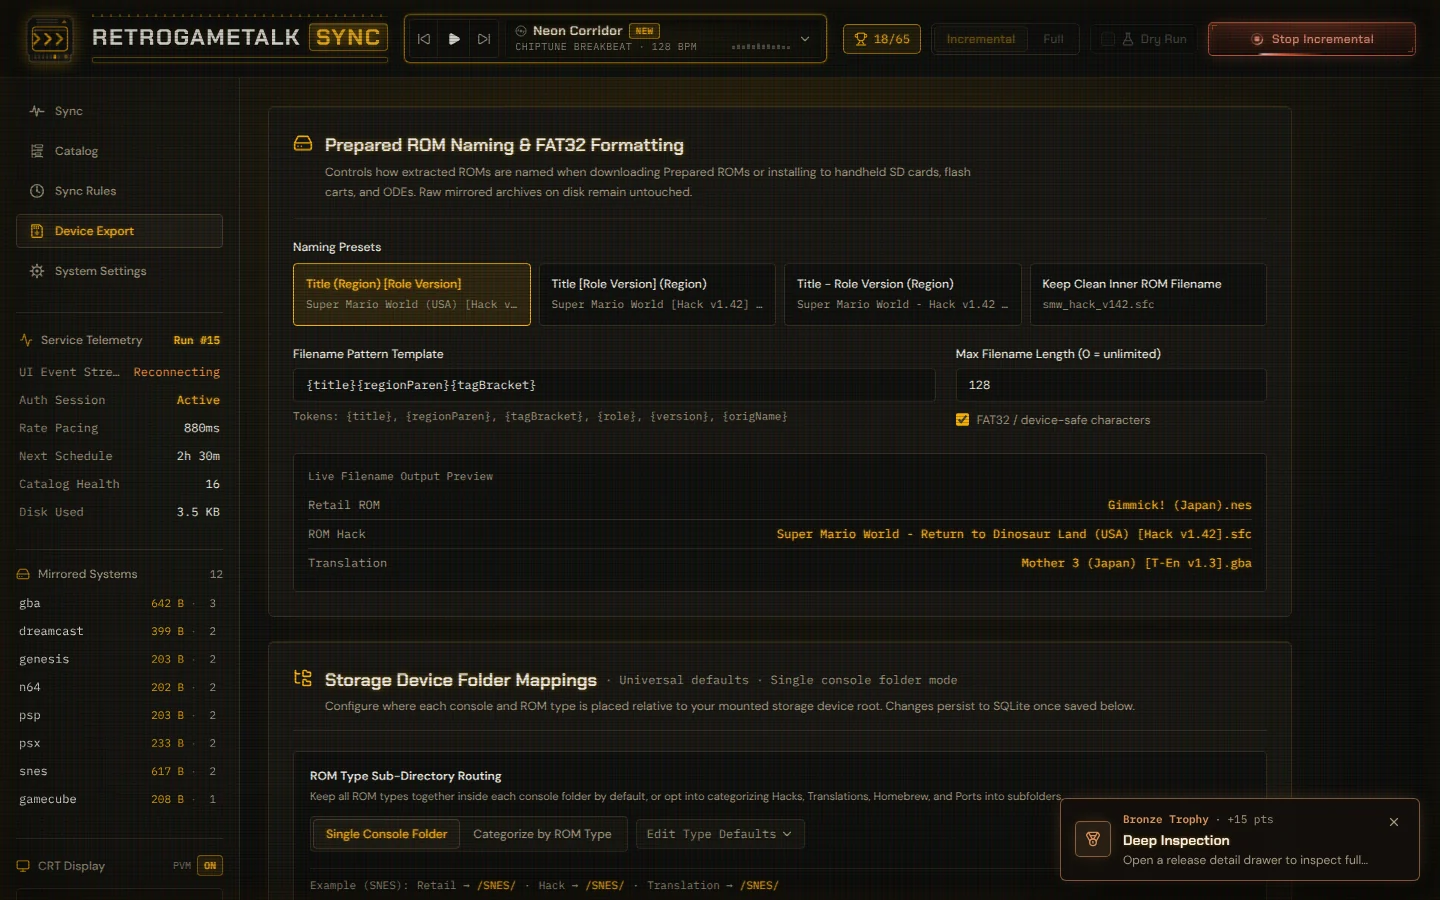 RETROGAMETALK SYNC
Neon Corridor NEW
CHIPTUNE BREAKBEAT · 128 BPM
18/65
Incremental Full
Dry Run
Stop Incremental
Sync
Catalog
Sync Rules
Device Export
System Settings
Service Telemetry Run #15
UI Event Stre… Reconnecting
Auth Session Active
Rate Pacing 880ms
Next Schedule 2h 30m
Catalog Health 16
Disk Used 3.5 KB
Mirrored Systems 12
gba 642 B · 3
dreamcast 399 B · 2
genesis 203 B · 2
n64 202 B · 2
psp 203 B · 2
psx 233 B · 2
snes 617 B · 2
gamecube 208 B · 1
CRT Display PVM ON
Prepared ROM Naming & FAT32 Formatting
Controls how extracted ROMs are named when downloading Prepared ROMs or installing to handheld SD cards, flash
carts, and ODEs. Raw mirrored archives on disk remain untouched.
Naming Presets
Title (Region) [Role Version]
Super Mario World (USA) [Hack v…
Title [Role Version] (Region)
Super Mario World [Hack v1.42] …
Title - Role Version (Region)
Super Mario World - Hack v1.42 …
Keep Clean Inner ROM Filename
smw_hack_v142.sfc
Filename Pattern Template
{title}{regionParen}{tagBracket}
Tokens: {title}, {regionParen}, {tagBracket}, {role}, {version}, {origName}
Max Filename Length (0 = unlimited)
128
FAT32 / device-safe characters
Live Filename Output Preview
Retail ROM Gimmick! (Japan).nes
ROM Hack Super Mario World - Return to Dinosaur Land (USA) [Hack v1.42].sfc
Translation Mother 3 (Japan) [T-En v1.3].gba
Storage Device Folder Mappings · Universal defaults · Single console folder mode
Configure where each console and ROM type is placed relative to your mounted storage device root. Changes persist to SQLite once saved below.
ROM Type Sub-Directory Routing
Keep all ROM types together inside each console folder by default, or opt into categorizing Hacks, Translations, Homebrew, and Ports into subfolders.
Single Console Folder Categorize by ROM Type Edit Type Defaults
Example (SNES): Retail → /SNES/ · Hack → /SNES/ · Translation → /SNES/
Bronze Trophy · +15 pts
Deep Inspection
Open a release detail drawer to inspect full…